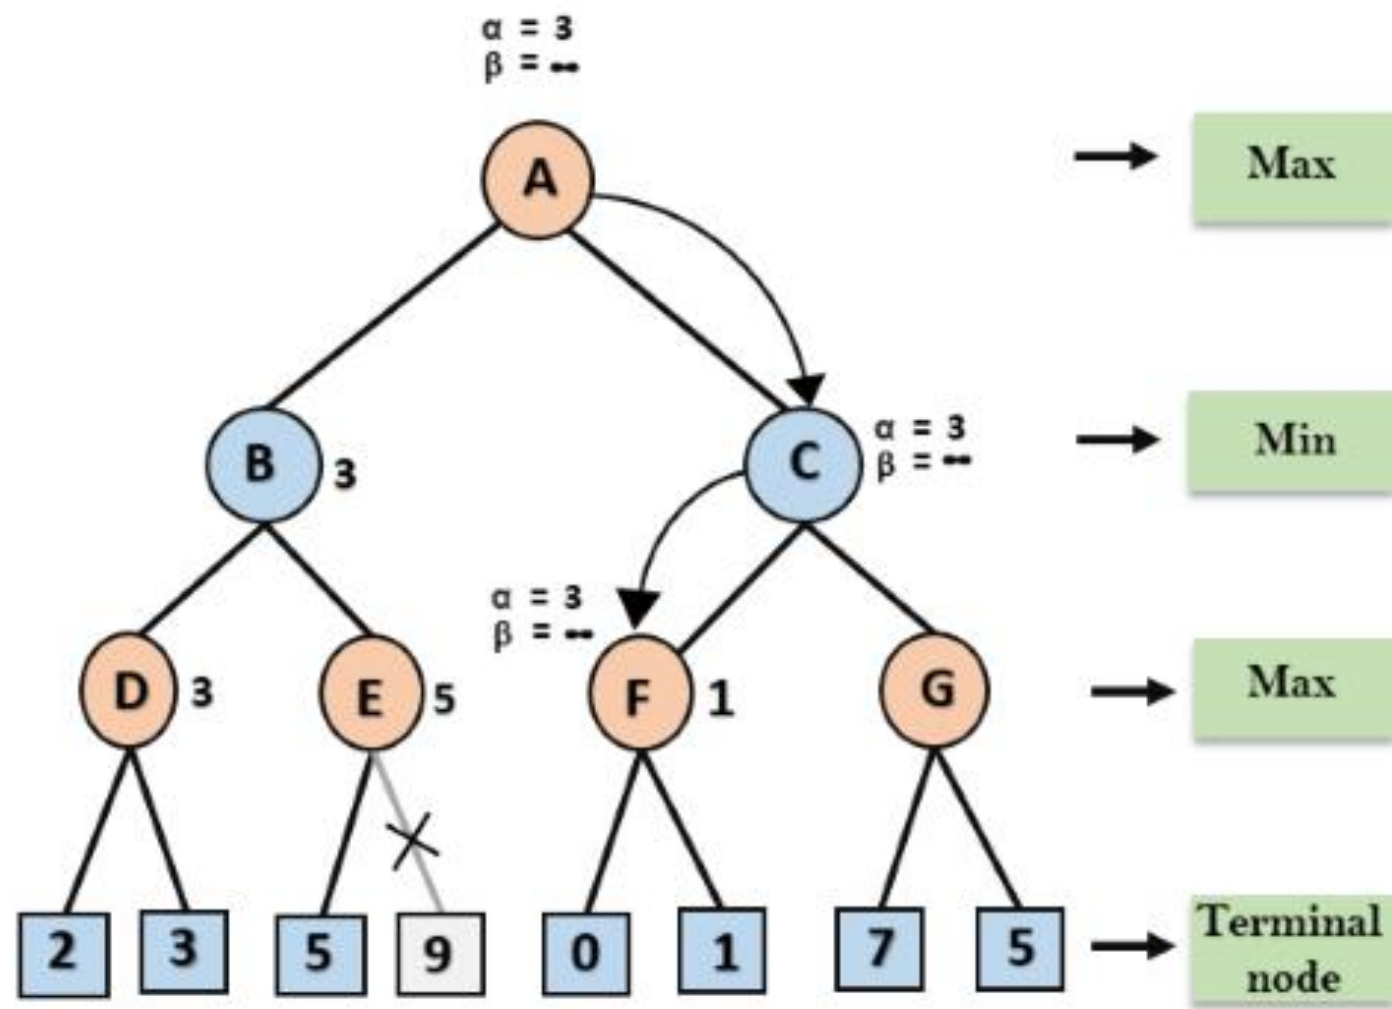 α = 3
β = ∞
A
Max
B
3
C
α = 3
β = ∞
Min
α = 3
β = ∞
D
3
E
5
F
1
G
Max
2
3
5
9
0
1
7
5
Terminal
node